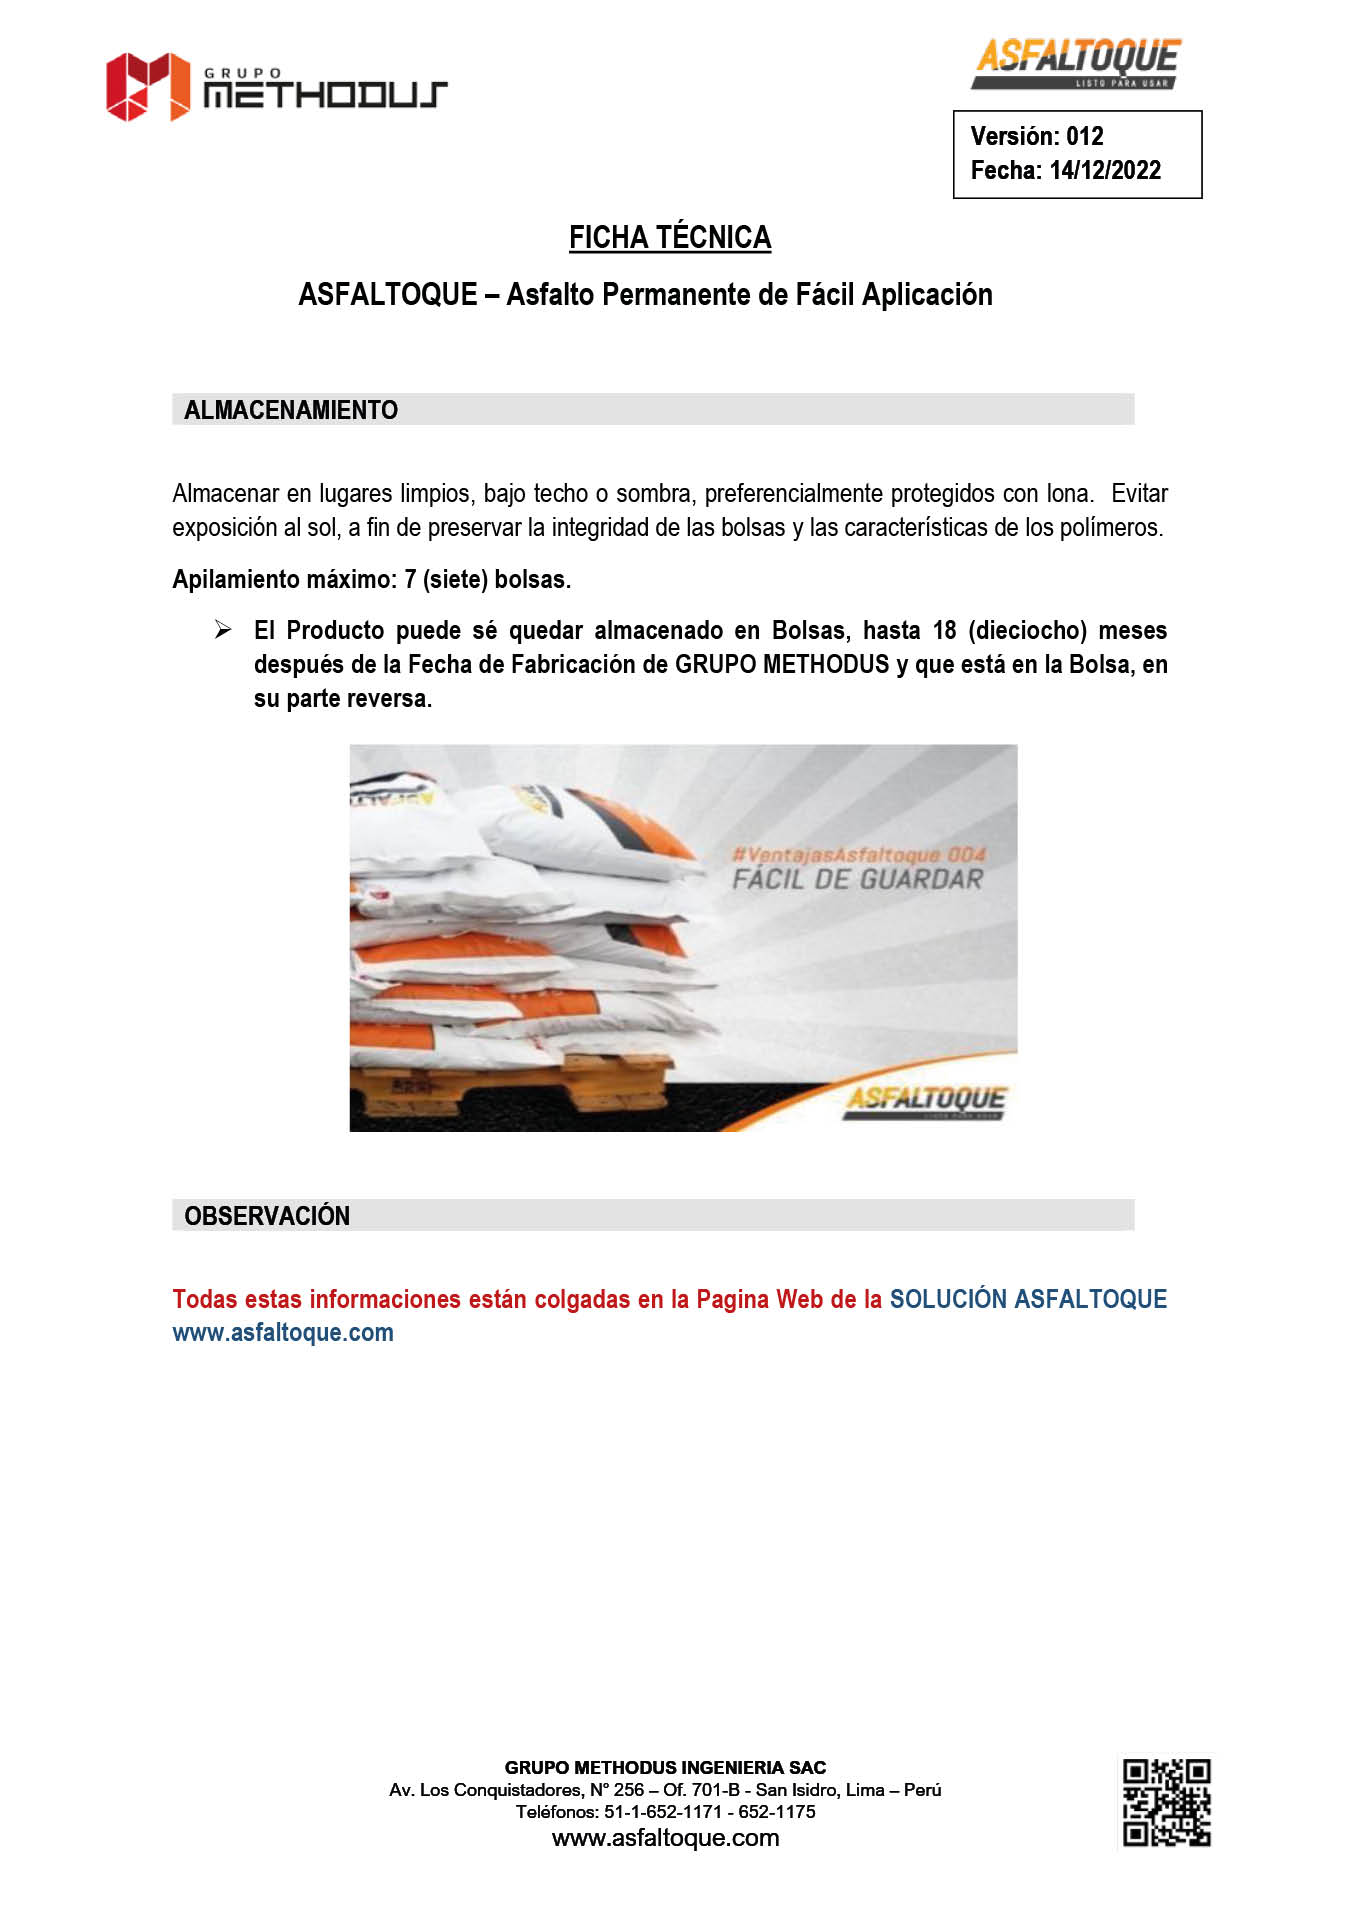 GRUPO
METHODUS
ASFALTOQUE
LISTO PARA USAR
Versión: 012
Fecha: 14/12/2022
FICHA TÉCNICA
ASFALTOQUE – Asfalto Permanente de Fácil Aplicación
ALMACENAMIENTO
Almacenar en lugares limpios, bajo techo o sombra, preferencialmente protegidos con lona. Evitar
exposición al sol, a fin de preservar la integridad de las bolsas y las características de los polímeros.
Apilamiento máximo: 7 (siete) bolsas.
➢ El Producto puede sé quedar almacenado en Bolsas, hasta 18 (dieciocho) meses
después de la Fecha de Fabricación de GRUPO METHODUS y que está en la Bolsa, en
su parte reversa.
#VentajasAsfaltoque 004
FÁCIL DE GUARDAR
ASFALTOQUE
LISTO PARA USAR
OBSERVACIÓN
Todas estas informaciones están colgadas en la Pagina Web de la SOLUCIÓN ASFALTOQUE
www.asfaltoque.com
GRUPO METHODUS INGENIERIA SAC
Av. Los Conquistadores, N° 256 – Of. 701-B - San Isidro, Lima – Perú
Teléfonos: 51-1-652-1171 - 652-1175
www.asfaltoque.com